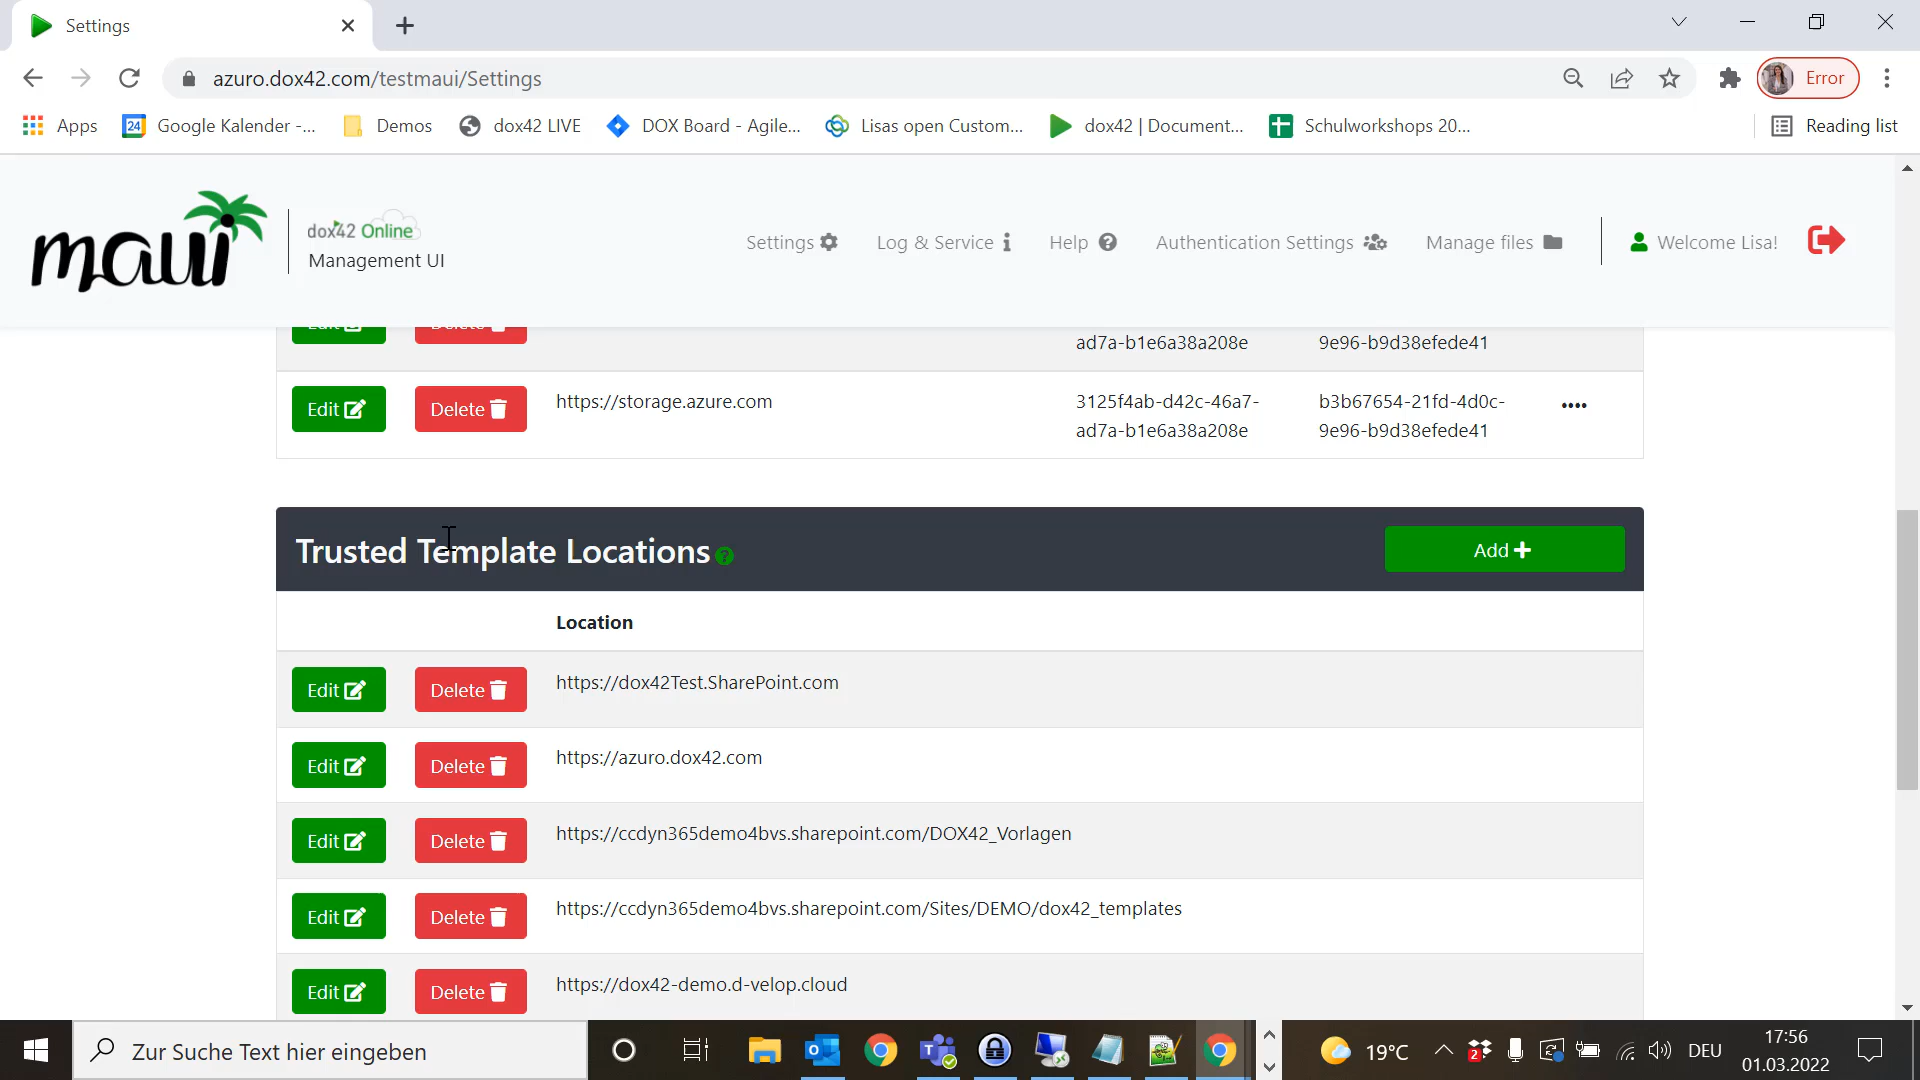 Settings
azuro.dox42.com/testmaui/Settings
Error
Apps
24
Google Kalender -...
Demos
dox42 LIVE
DOX Board - Agile...
Lisas open Custom...
dox42 | Document...
Schulworkshops 20...
Reading list
maui
dox42 Online
Management UI
Settings
Log & Service
Help
Authentication Settings
Manage files
Welcome Lisa!
Edit
Delete
ad7a-b1e6a38a208e
9e96-b9d38efede41
Edit
Delete
https://storage.azure.com
3125f4ab-d42c-46a7-
ad7a-b1e6a38a208e
b3b67654-21fd-4d0c-
9e96-b9d38efede41
••••
Trusted Template Locations
Add
Location
Edit
Delete
https://dox42Test.SharePoint.com
Edit
Delete
https://azuro.dox42.com
Edit
Delete
https://ccdyn365demo4bvs.sharepoint.com/DOX42_Vorlagen
Edit
Delete
https://ccdyn365demo4bvs.sharepoint.com/Sites/DEMO/dox42_templates
Edit
Delete
https://dox42-demo.d-velop.cloud
Zur Suche Text hier eingeben
19°C
2
DEU
17:56
01.03.2022